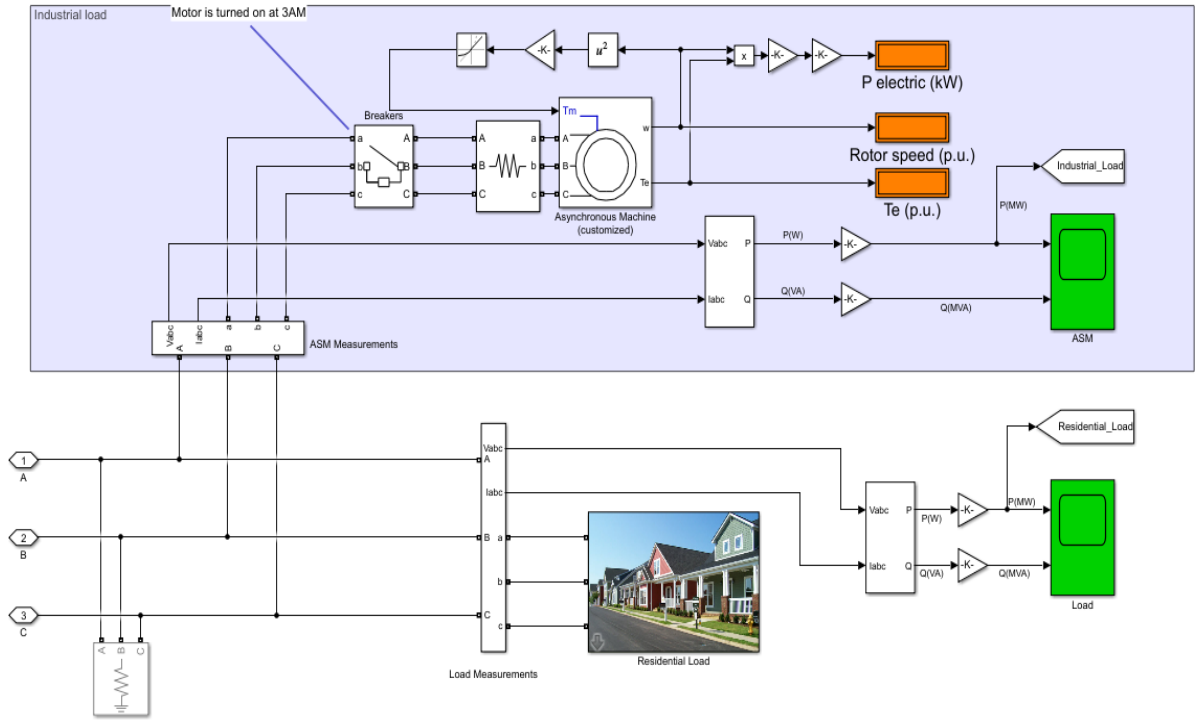 Industrial load
Motor is turned on at 3AM
-K-
u²
x
-K-
-K-
P electric (kW)
Breakers
Tm
a
A
A
a
A
w
Rotor speed (p.u.)
b
B
B
b
B
c
C
C
c
C
Te
Te (p.u.)
Industrial_Load
Asynchronous Machine
(customized)
P(MW)
Vabc
P
P(W)
-K-
Iabc
Q
Q(VA)
-K-
Q(MVA)
ASM
Vabc
Iabc
a
b
c
A
B
C
ASM Measurements
Residential_Load
1
A
Vabc
A
Iabc
2
B
B
a
b
3
C
C
c
Vabc
P
P(W)
-K-
P(MW)
Iabc
Q
Q(VA)
-K-
Q(MVA)
Load
A
B
C
Residential Load
Load Measurements